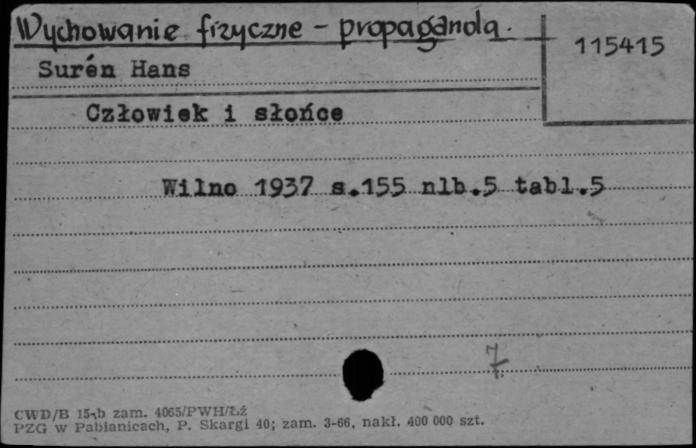 Wychowanie fizyczne - propaganda.
115415
Surén Hans
Człowiek i słońce
Wilno 1937 s.155 nlb.5 tabl.5
7
CWD/B 15-b zam. 4065/PWH/Łź
PZG w Pabianicach, P. Skargi 40; zam. 3-66, nakł. 400 000 szt.